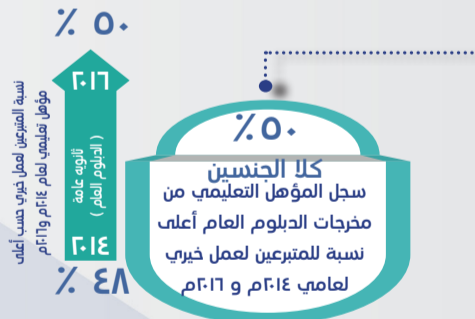 ٪٥٠
كلا الجنسين
سجل المؤهل التعليمي من
مخرجات الدبلوم العام أعلى
نسبة للمتبرعين لعمل خيري
لعامي ٢٠١٤م و ٢٠١٦م
٪ ٥٠
٢٠١٦
ثانوية عامة
( الدبلوم العام )
٢٠١٤
٪ ٤٨
نسبة المتبرعين لعمل خيري حسب أعلى
مؤهل تعليمي لعام ٢٠١٤م و٢٠١٦م